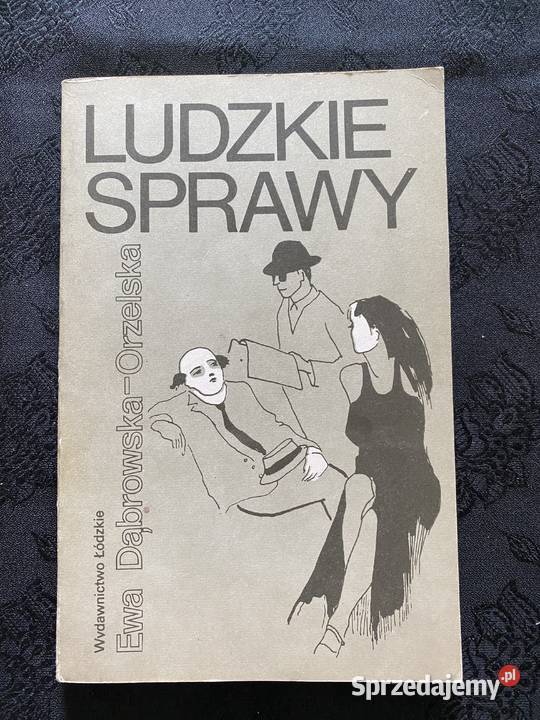 LUDZKIE
SPRAWY
Ewa Dąbrowska-Orzelska
Wydawnictwo Łódzkie
Sprzedajemy.pl